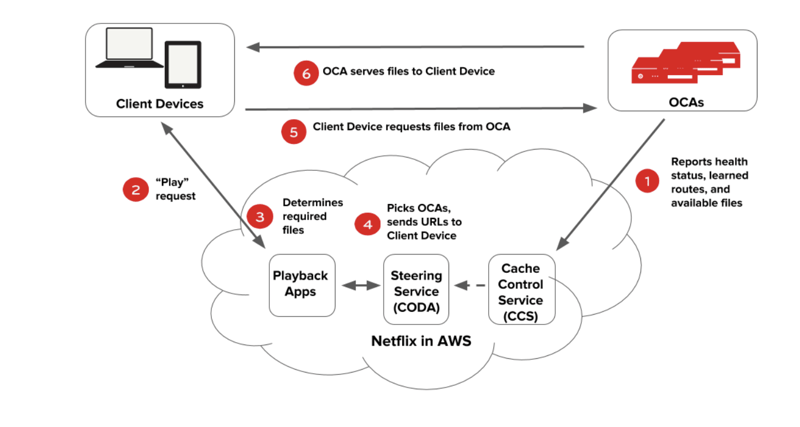 6 OCA serves files to Client Device
Client Devices
OCAs
5 Client Device requests files from OCA
1 Reports health
status, learned
routes, and
available files
2 "Play"
request
3 Determines
required
files
4 Picks OCAs,
sends URLs to
Client Device
Playback
Apps
Steering
Service
(CODA)
Cache
Control
Service
(CCS)
Netflix in AWS